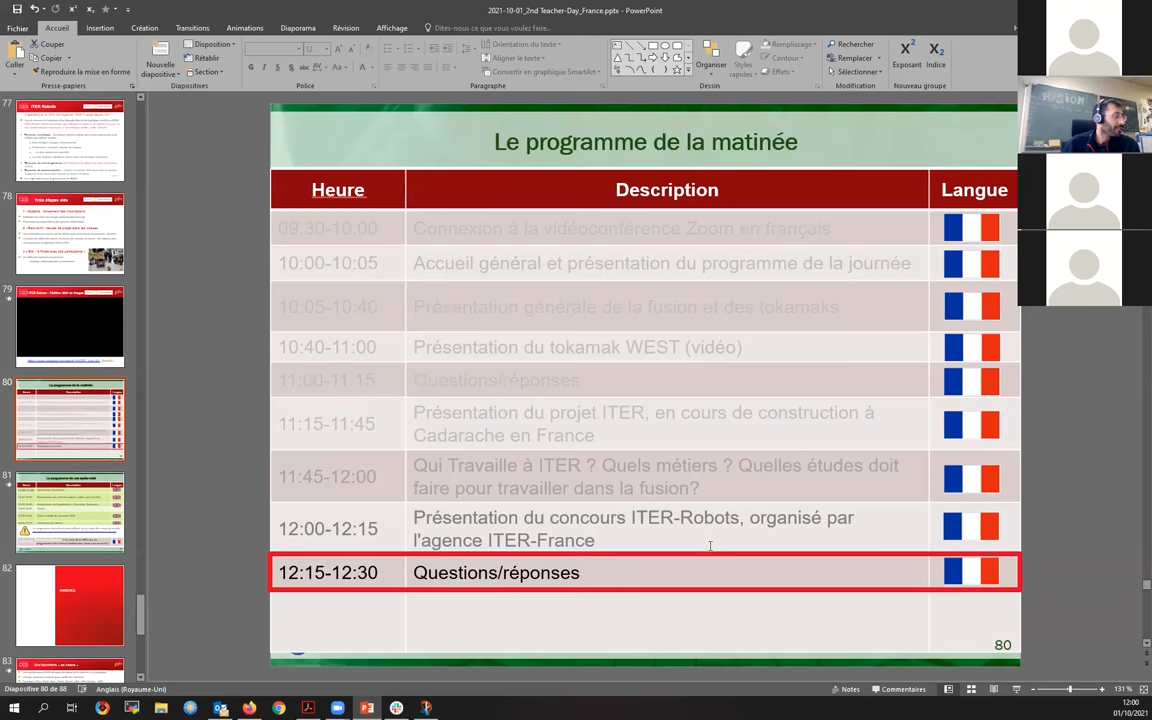 2021-10-01_2nd Teacher-Day_France.pptx - PowerPoint
Fichier Accueil Insertion Création Transitions Animations Diaporama Révision Affichage Dites-nous ce que vous voulez faire.
Coller
Couper
Copier
Reproduire la mise en forme
Presse-papiers
Nouvelle diapositive
Disposition
Rétablir
Section
Diapositives
Police
Paragraphe
Orientation du texte
Aligner le texte
Convertir en graphique SmartArt
Organiser
Styles rapides
Remplissage
Contour
Effets
Dessin
Rechercher
Remplacer
Sélectionner
Modification
Exposant
Indice
Nouveau groupe
FUSION
77
ITER Robots
78
Trois étapes clés
79
80
81
82
ANNEXES
83
Le programme de la matinée
Heure Description Langue
09:30-10:00
10:00-10:05 Accueil général et présentation du programme de la journée
10:05-10:40 Présentation générale de la fusion et des tokamaks
10:40-11:00 Présentation du tokamak WEST (vidéo)
11:00-11:15 Questions/réponses
11:15-11:45 Présentation du projet ITER, en cours de construction à
Cadarache en France
11:45-12:00 Qui Travaille à ITER ? Quels métiers ? Quelles études doit
faire pour travailler dans la fusion?
12:00-12:15 Présentation du concours ITER-Robots, organisé par
l'agence ITER-France
12:15-12:30 Questions/réponses
80
Diapositive 80 de 88 Anglais (Royaume-Uni) Notes Commentaires 131 %
12:00
01/10/2021